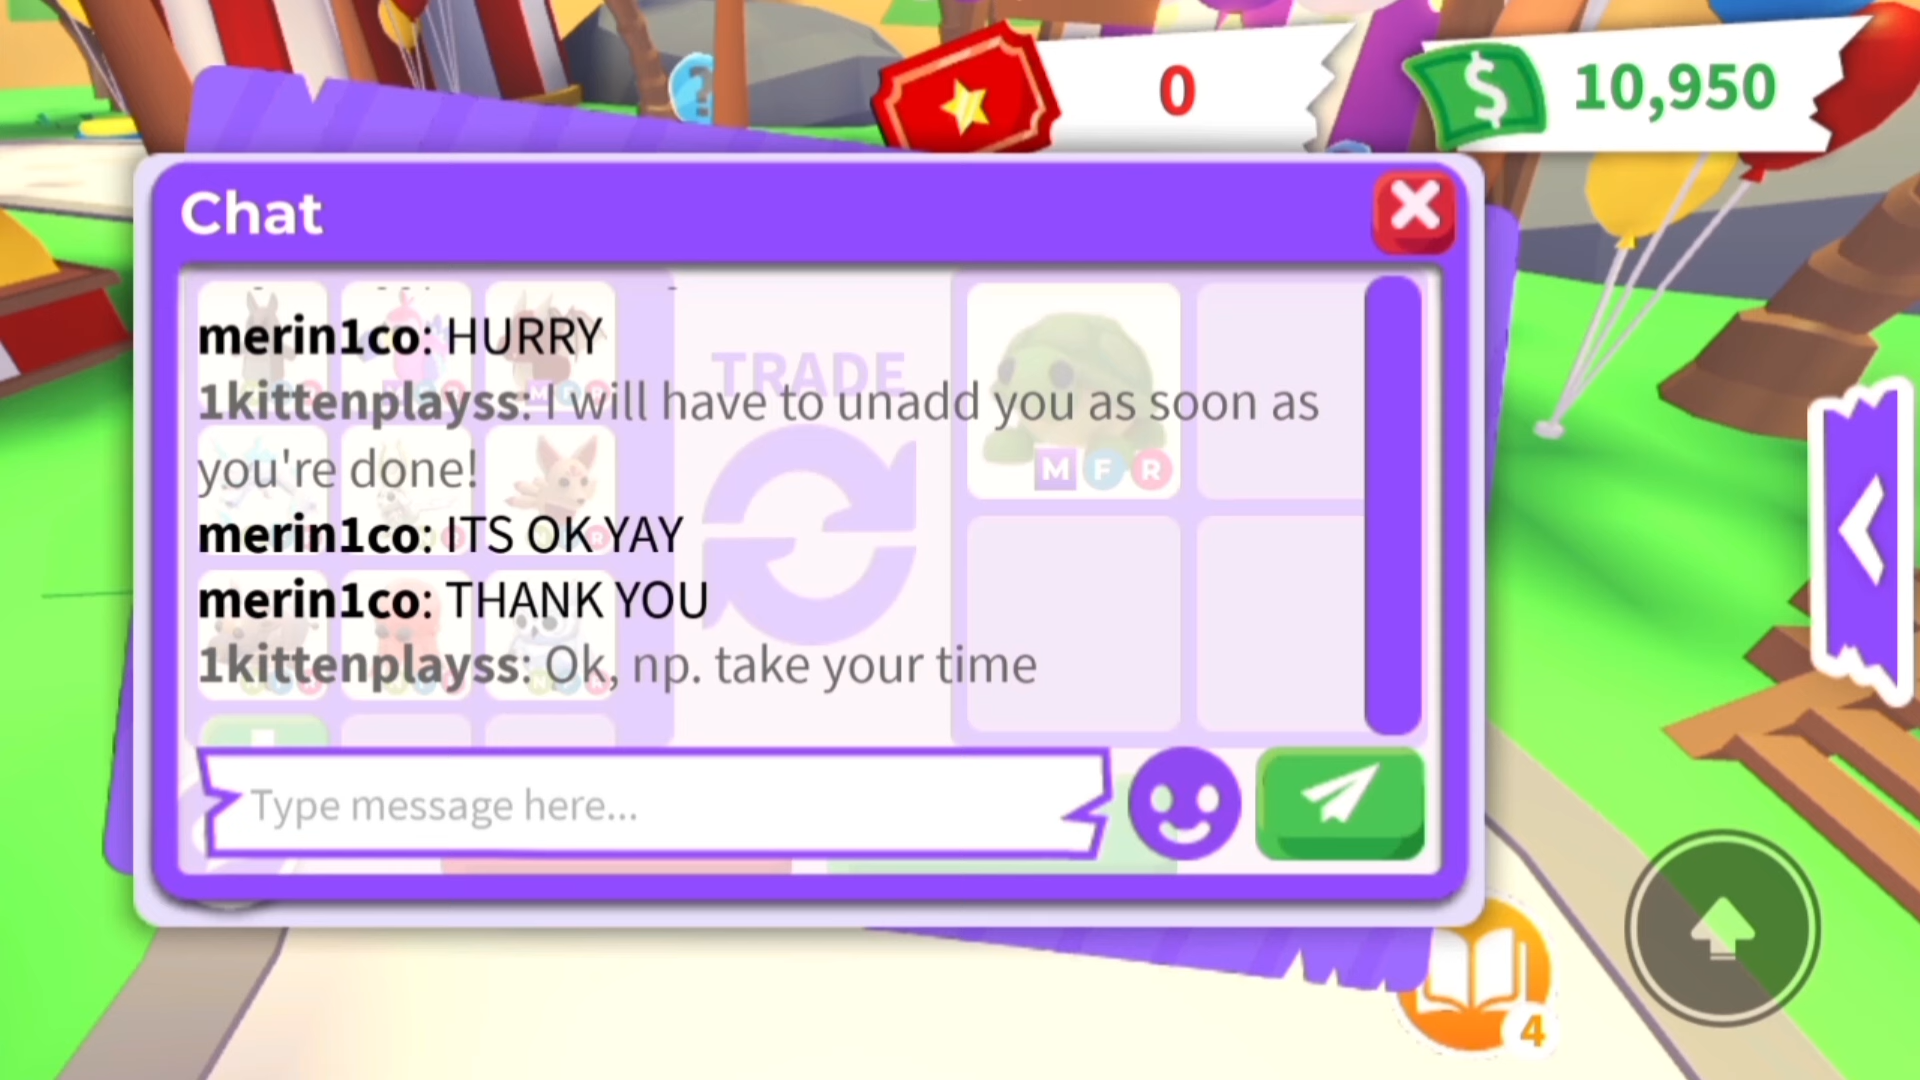 0
10,950
Chat
merin1co: HURRY
TRADE
1kittenplayss: I will have to unadd you as soon as
you're done!
M F R
merin1co: ITS OK YAY
merin1co: THANK YOU
1kittenplayss: Ok, np. take your time
Type message here...
4